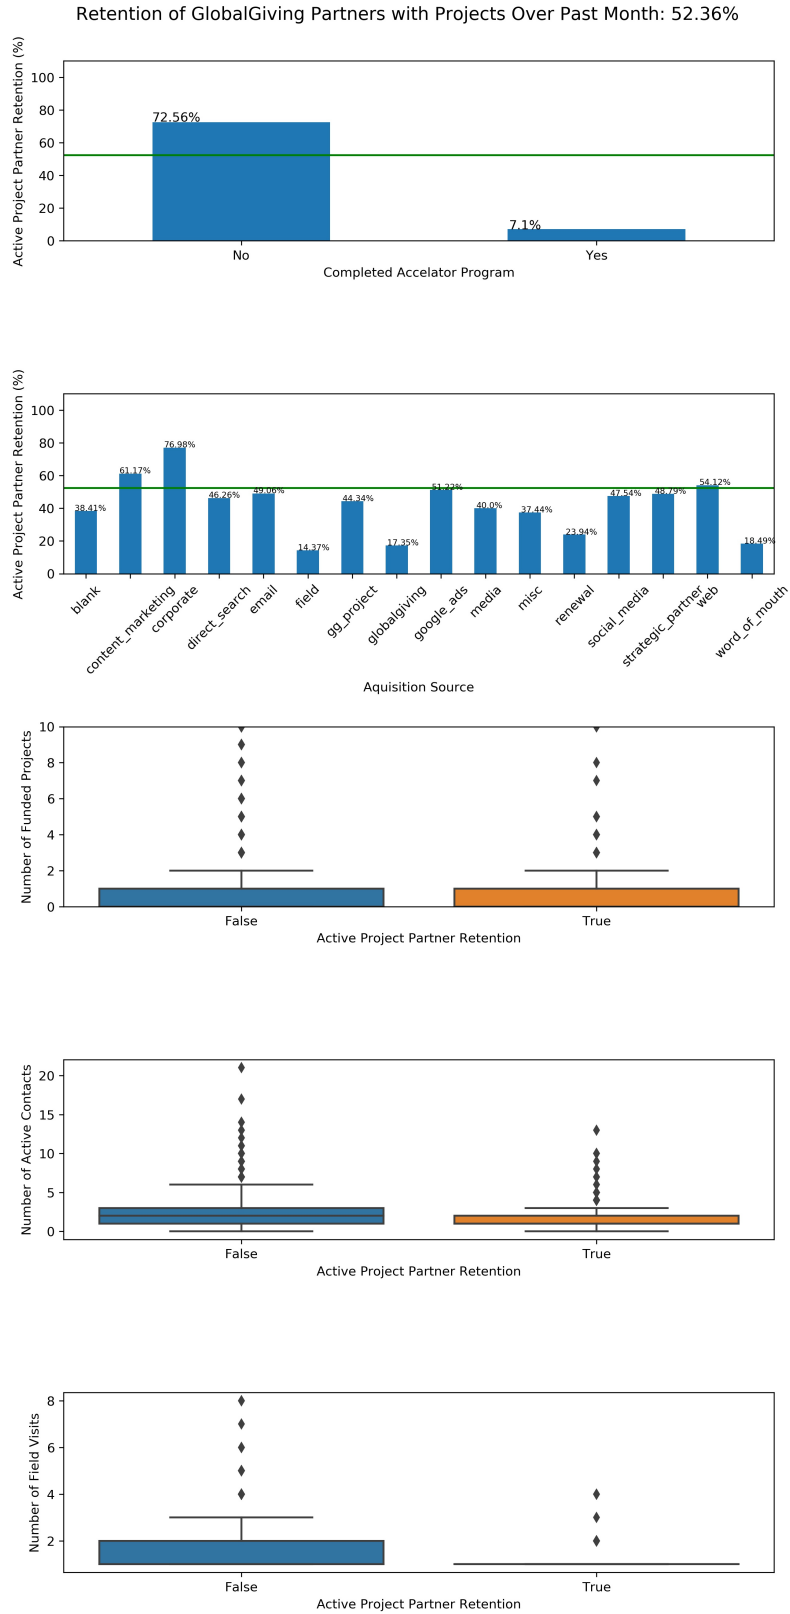 Retention of GlobalGiving Partners with Projects Over Past Month: 52.36%
Active Project Partner Retention (%)
100
80
60
40
20
0
72.56%
7.1%
No Yes
Completed Accelator Program
Active Project Partner Retention (%)
100
80
60
40
20
0
38.41%
61.17%
76.98%
46.26%
49.06%
14.37%
44.34%
17.35%
51.22%
40.0%
37.44%
23.94%
47.54%
48.79%
54.12%
18.49%
blank
content_marketing
corporate
direct_search
email
field
gg_project
globalgiving
google_ads
media
misc
renewal
social_media
strategic_partner
web
word_of_mouth
Aquisition Source
Number of Funded Projects
10
8
6
4
2
0
False True
Active Project Partner Retention
Number of Active Contacts
20
15
10
5
0
False True
Active Project Partner Retention
Number of Field Visits
8
6
4
2
False True
Active Project Partner Retention